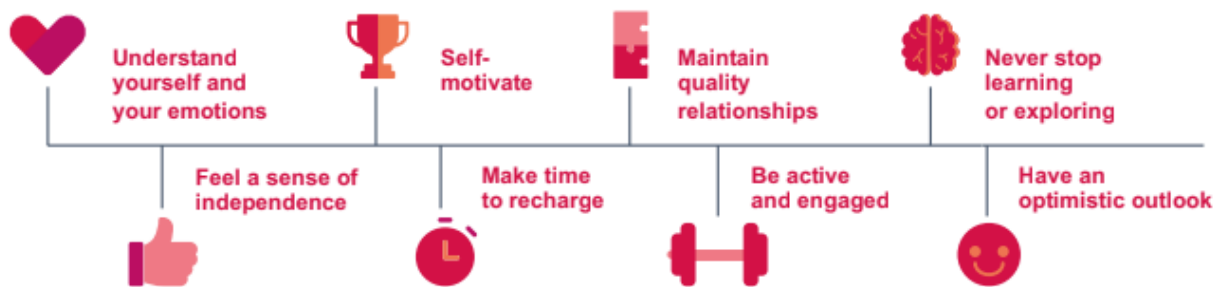 Understand
yourself and
your emotions
Feel a sense of
independence
Self-
motivate
Make time
to recharge
Maintain
quality
relationships
Be active
and engaged
Never stop
learning
or exploring
Have an
optimistic outlook